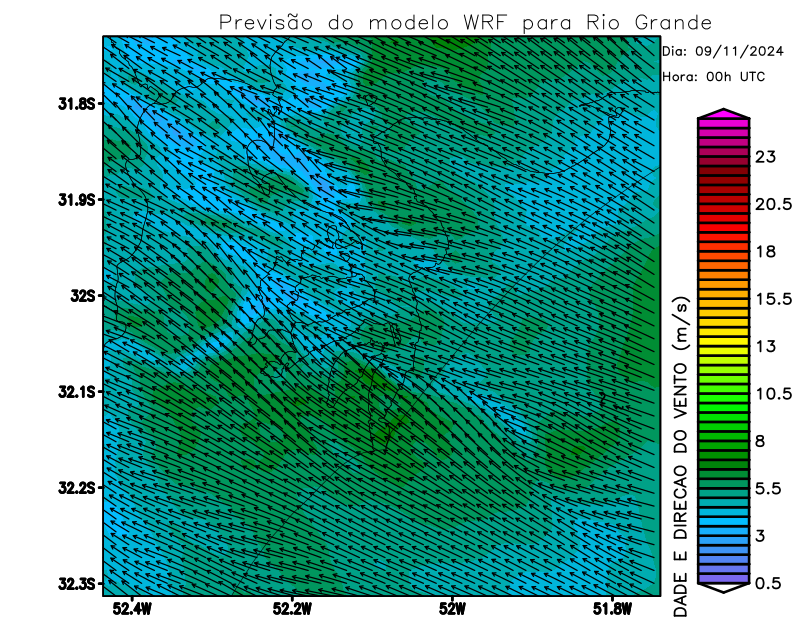 Previsão do modelo WRF para Rio Grande
Dia: 09/11/2024
Hora: 00h UTC
31.8S
31.9S
32S
32.1S
32.2S
32.3S
52.4W
52.2W
52W
51.8W
23
20.5
18
15.5
13
10.5
8
5.5
3
0.5
DADE E DIRECAO DO VENTO (m/s)